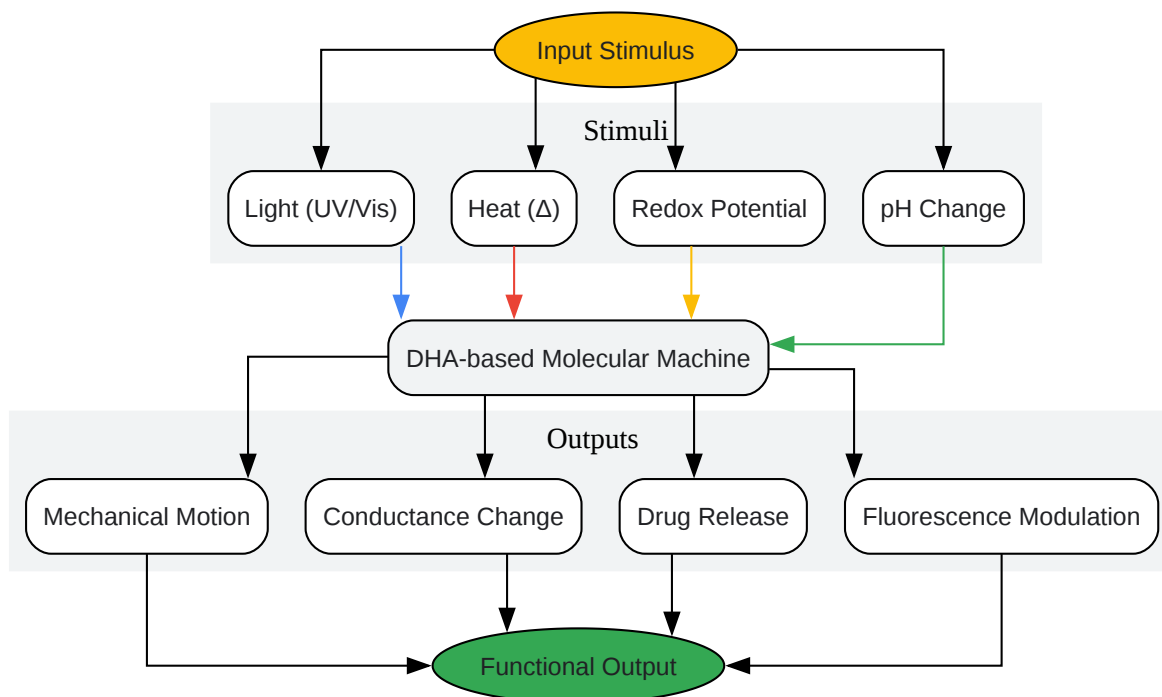 Input Stimulus
Stimuli
Light (UV/Vis)
Heat (Δ)
Redox Potential
pH Change
DHA-based Molecular Machine
Outputs
Mechanical Motion
Conductance Change
Drug Release
Fluorescence Modulation
Functional Output